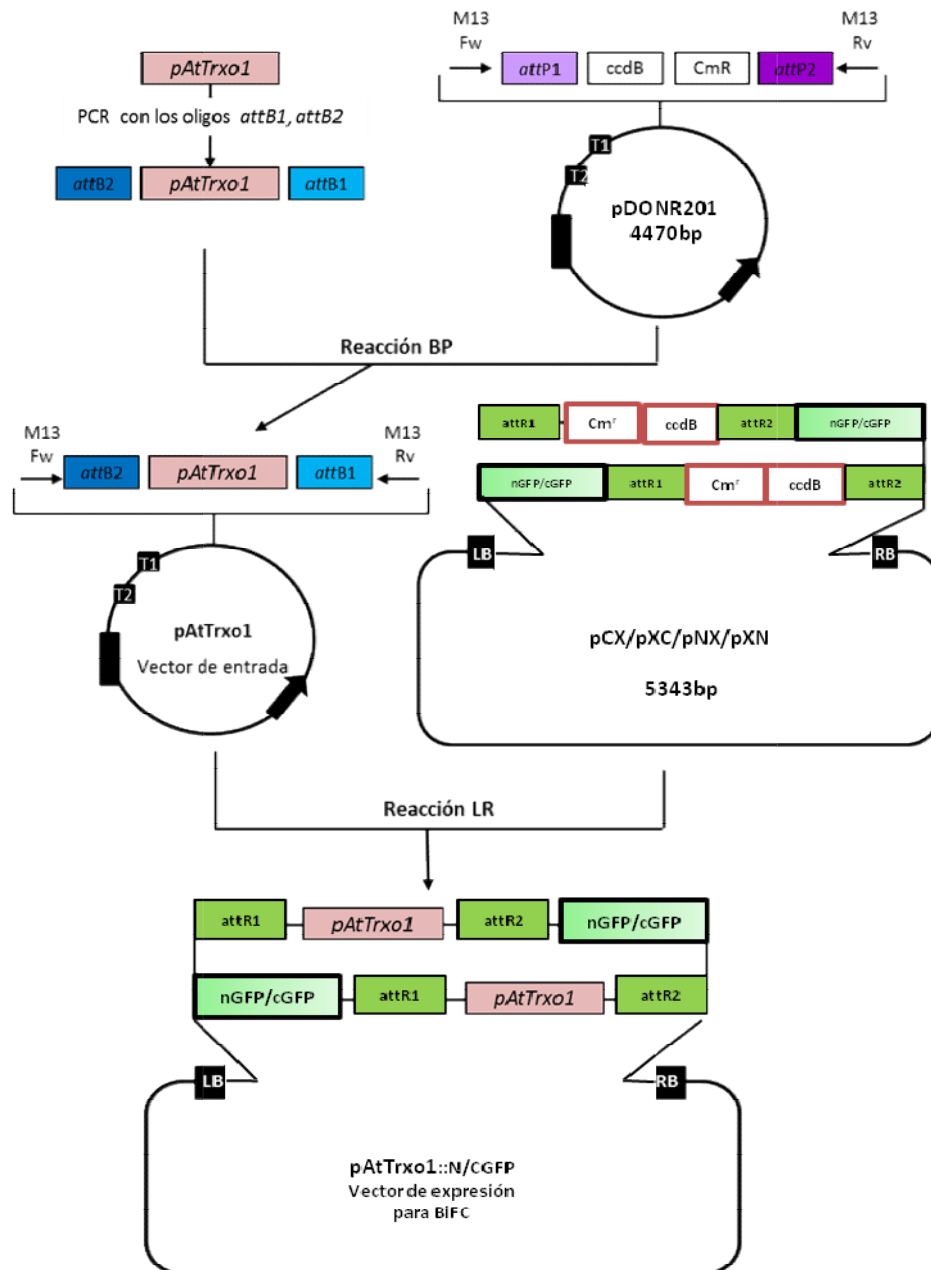 pAtTrxo1
PCR con los oligos attB1, attB2
attB2 pAtTrxo1 attB1
M13 Fw
attP1 ccdB CmR attP2
M13 Rv
T1
T2
pDONR201
4470bp
Reacción BP
M13 Fw
attB2 pAtTrxo1 attB1
M13 Rv
T1
T2
pAtTrxo1
Vector de entrada
attR1 Cmʳ ccdB attR2 nGFP/cGFP
nGFP/cGFP attR1 Cmʳ ccdB attR2
LB RB
pCX/pXC/pNX/pXN
5343bp
Reacción LR
attR1 pAtTrxo1 attR2 nGFP/cGFP
nGFP/cGFP attR1 pAtTrxo1 attR2
LB RB
pAtTrxo1::N/CGFP
Vector de expresión
para BiFC